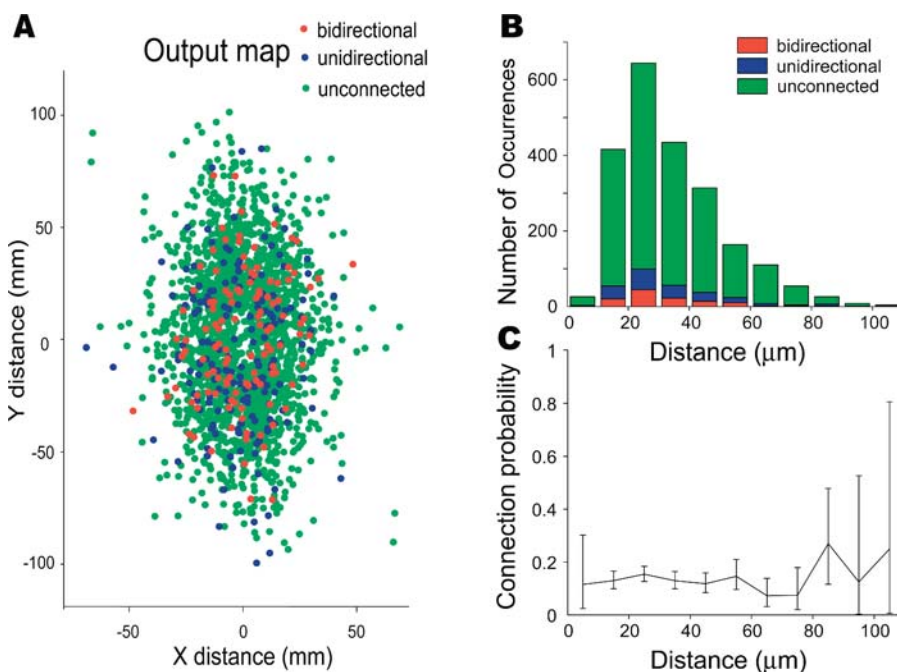 A
Output map
bidirectional
unidirectional
unconnected
Y distance (mm)
100
50
0
-50
-100
-50
0
50
X distance (mm)
B
bidirectional
unidirectional
unconnected
Number of Occurrences
600
400
200
0
0
20
40
60
80
100
Distance (μm)
C
Connection probability
1
0.8
0.6
0.4
0.2
0
0
20
40
60
80
100
Distance (μm)